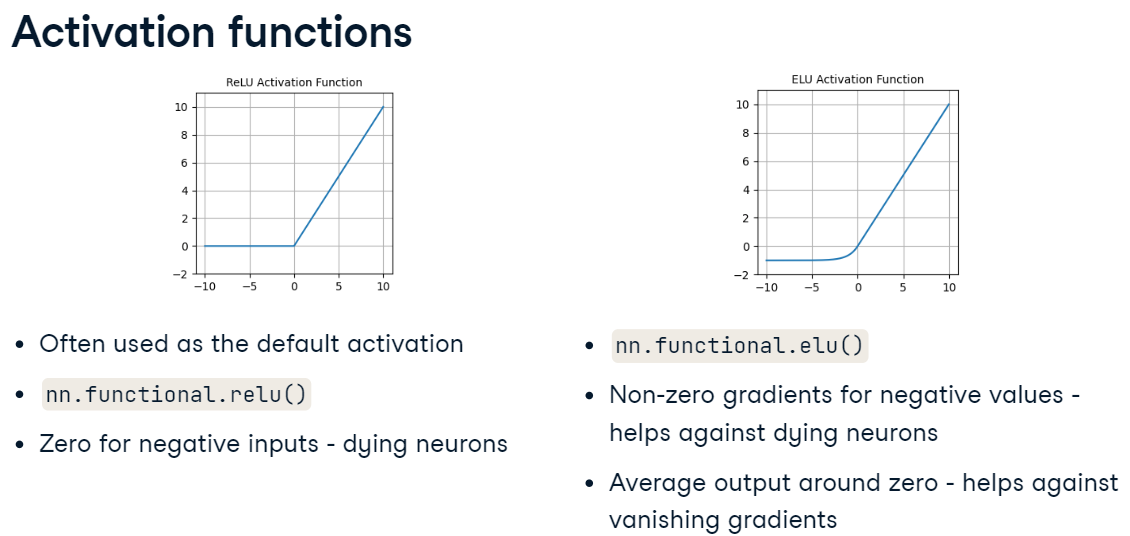 Activation functions
ReLU Activation Function
10
8
6
4
2
0
−2
−10 −5 0 5 10
• Often used as the default activation
• nn.functional.relu()
• Zero for negative inputs - dying neurons
ELU Activation Function
10
8
6
4
2
0
−2
−10 −5 0 5 10
• nn.functional.elu()
• Non-zero gradients for negative values -
helps against dying neurons
• Average output around zero - helps against
vanishing gradients